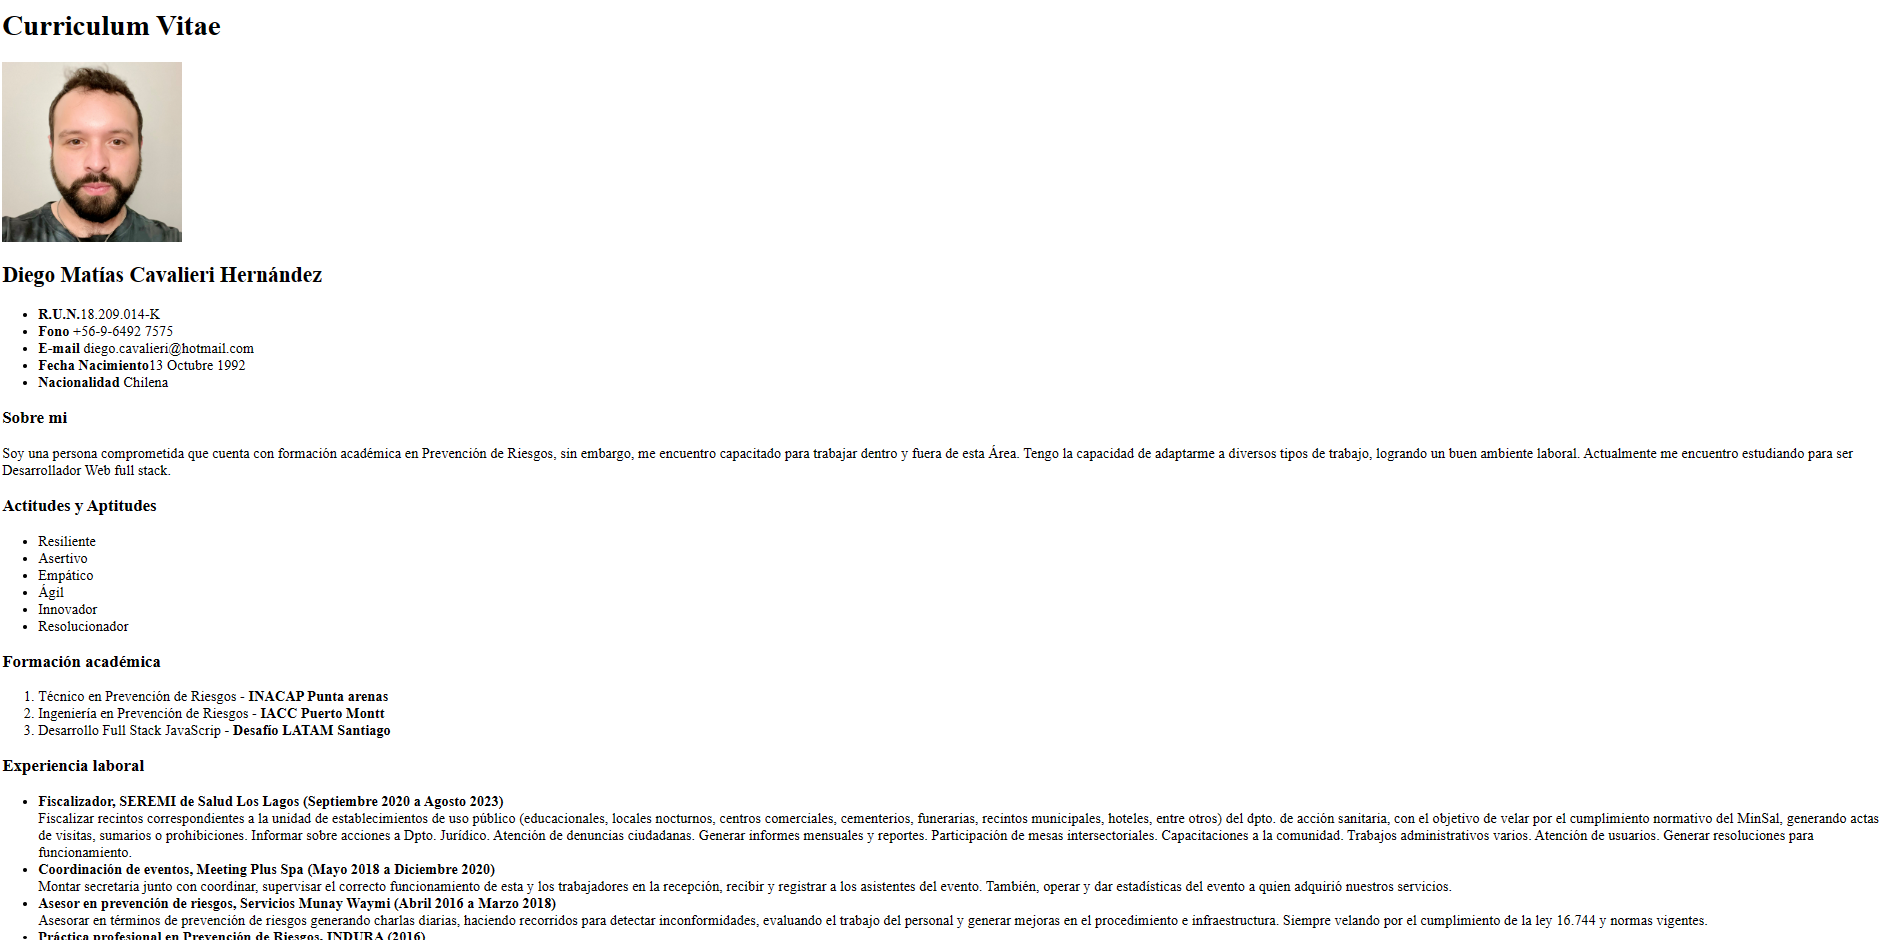 Curriculum Vitae
Diego Matías Cavalieri Hernández
R.U.N.18.209.014-K
Fono +56-9-6492 7575
E-mail diego.cavalieri@hotmail.com
Fecha Nacimiento13 Octubre 1992
Nacionalidad Chilena
Sobre mi
Soy una persona comprometida que cuenta con formación académica en Prevención de Riesgos, sin embargo, me encuentro capacitado para trabajar dentro y fuera de esta Área. Tengo la capacidad de adaptarme a diversos tipos de trabajo, logrando un buen ambiente laboral. Actualmente me encuentro estudiando para ser
Desarrollador Web full stack.
Actitudes y Aptitudes
Resiliente
Asertivo
Empático
Ágil
Innovador
Resolucionador
Formación académica
1. Técnico en Prevención de Riesgos - INACAP Punta arenas
2. Ingeniería en Prevención de Riesgos - IACC Puerto Montt
3. Desarrollo Full Stack JavaScrip - Desafío LATAM Santiago
Experiencia laboral
Fiscalizador, SEREMI de Salud Los Lagos (Septiembre 2020 a Agosto 2023)
Fiscalizar recintos correspondientes a la unidad de establecimientos de uso público (educacionales, locales nocturnos, centros comerciales, cementerios, funerarias, recintos municipales, hoteles, entre otros) del dpto. de acción sanitaria, con el objetivo de velar por el cumplimiento normativo del MinSal, generando actas
de visitas, sumarios o prohibiciones. Informar sobre acciones a Dpto. Jurídico. Atención de denuncias ciudadanas. Generar informes mensuales y reportes. Participación de mesas intersectoriales. Capacitaciones a la comunidad. Trabajos administrativos varios. Atención de usuarios. Generar resoluciones para
funcionamiento.
Coordinación de eventos, Meeting Plus Spa (Mayo 2018 a Diciembre 2020)
Montar secretaria junto con coordinar, supervisar el correcto funcionamiento de esta y los trabajadores en la recepción, recibir y registrar a los asistentes del evento. También, operar y dar estadísticas del evento a quien adquirió nuestros servicios.
Asesor en prevención de riesgos, Servicios Munay Waymi (Abril 2016 a Marzo 2018)
Asesorar en términos de prevención de riesgos generando charlas diarias, haciendo recorridos para detectar inconformidades, evaluando el trabajo del personal y generar mejoras en el procedimiento e infraestructura. Siempre velando por el cumplimiento de la ley 16.744 y normas vigentes.
Práctica profesional en Prevención de Riesgos, INDURA (2016)